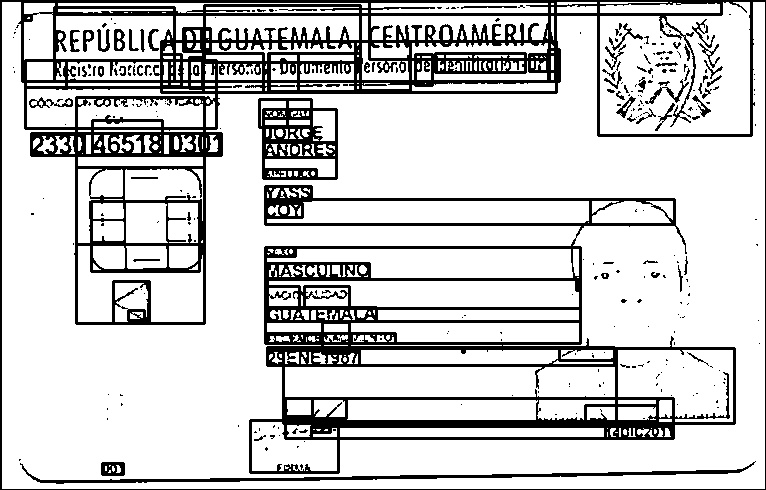 REPÚBLICA DE GUATEMALA, CENTROAMÉRICA
Registro Nacional de las Personas - Documento Personal de Identificación - DPI
CÓDIGO ÚNICO DE IDENTIFICACIÓN
CUI
2330 46518 0301
NOMBRE
JORGE
ANDRES
APELLIDO
YASS
COY
SEXO
MASCULINO
NACIONALIDAD
GUATEMALA
FECHA DE NACIMIENTO
29ENE1987
FIRMA